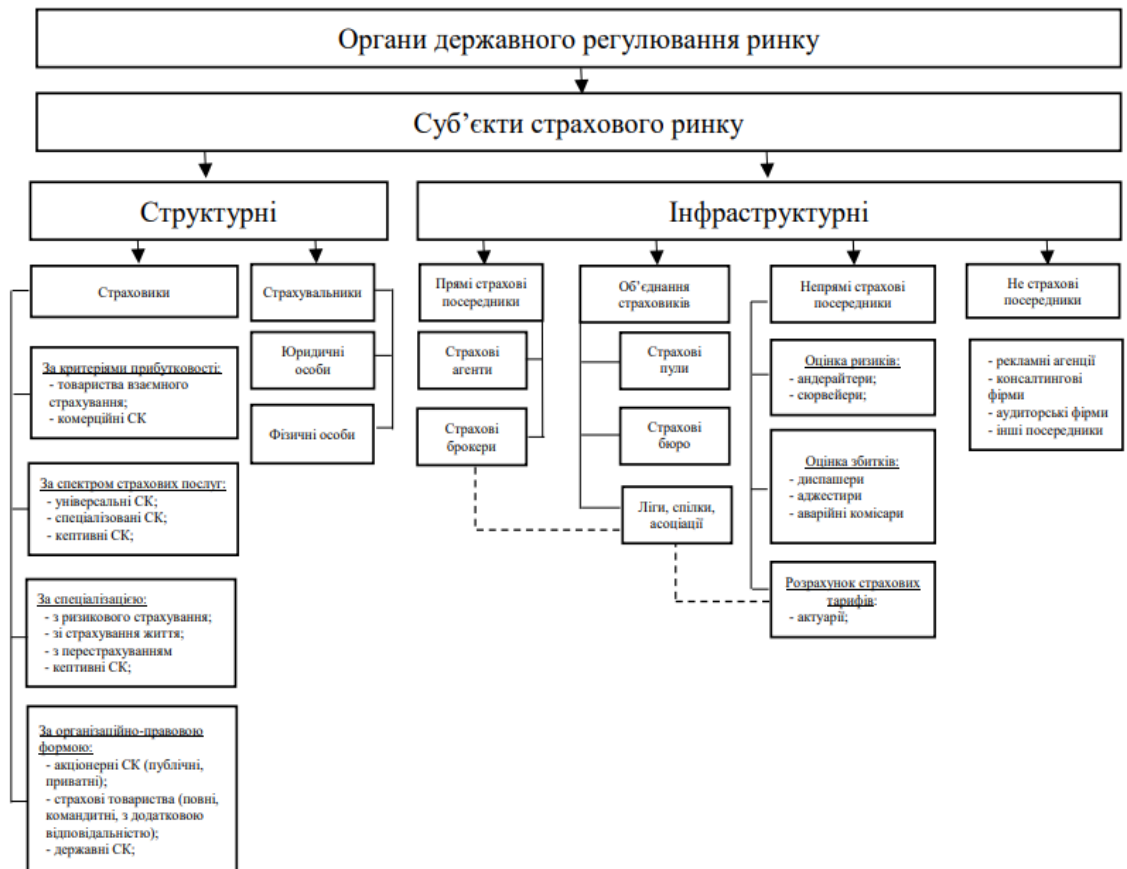 Органи державного регулювання ринку
Суб’єкти страхового ринку
Структурні
Інфраструктурні
Страховики
Страхувальники
Прямі страхові
посередники
Об’єднання
страховиків
Непрямі страхові
посередники
Не страхові
посередники
За критеріями прибутковості:
- товариства взаємного
страхування;
- комерційні СК
Юридичні
особи
Фізичні особи
Страхові
агенти
Страхові
брокери
Страхові
пули
Страхові
бюро
Ліги, спілки,
асоціації
Оцінка ризиків:
- андерайтери;
- сюрвейери;
Оцінка збитків:
- диспашери
- аджестири
- аварійні комісари
Розрахунок страхових
тарифів:
- актуарії;
- рекламні агенції
- консалтингові
фірми
- аудиторські фірми
- інші посередники
За спектром страхових послуг:
- універсальні СК;
- спеціалізовані СК;
- кептивні СК;
За спеціалізацією:
- з ризикового страхування;
- зі страхування життя;
- з перестрахуванням
- кептивні СК;
За організаційно-правовою
формою:
- акціонерні СК (публічні,
приватні);
- страхові товариства (повні,
командитні, з додатковою
відповідальністю);
- державні СК;